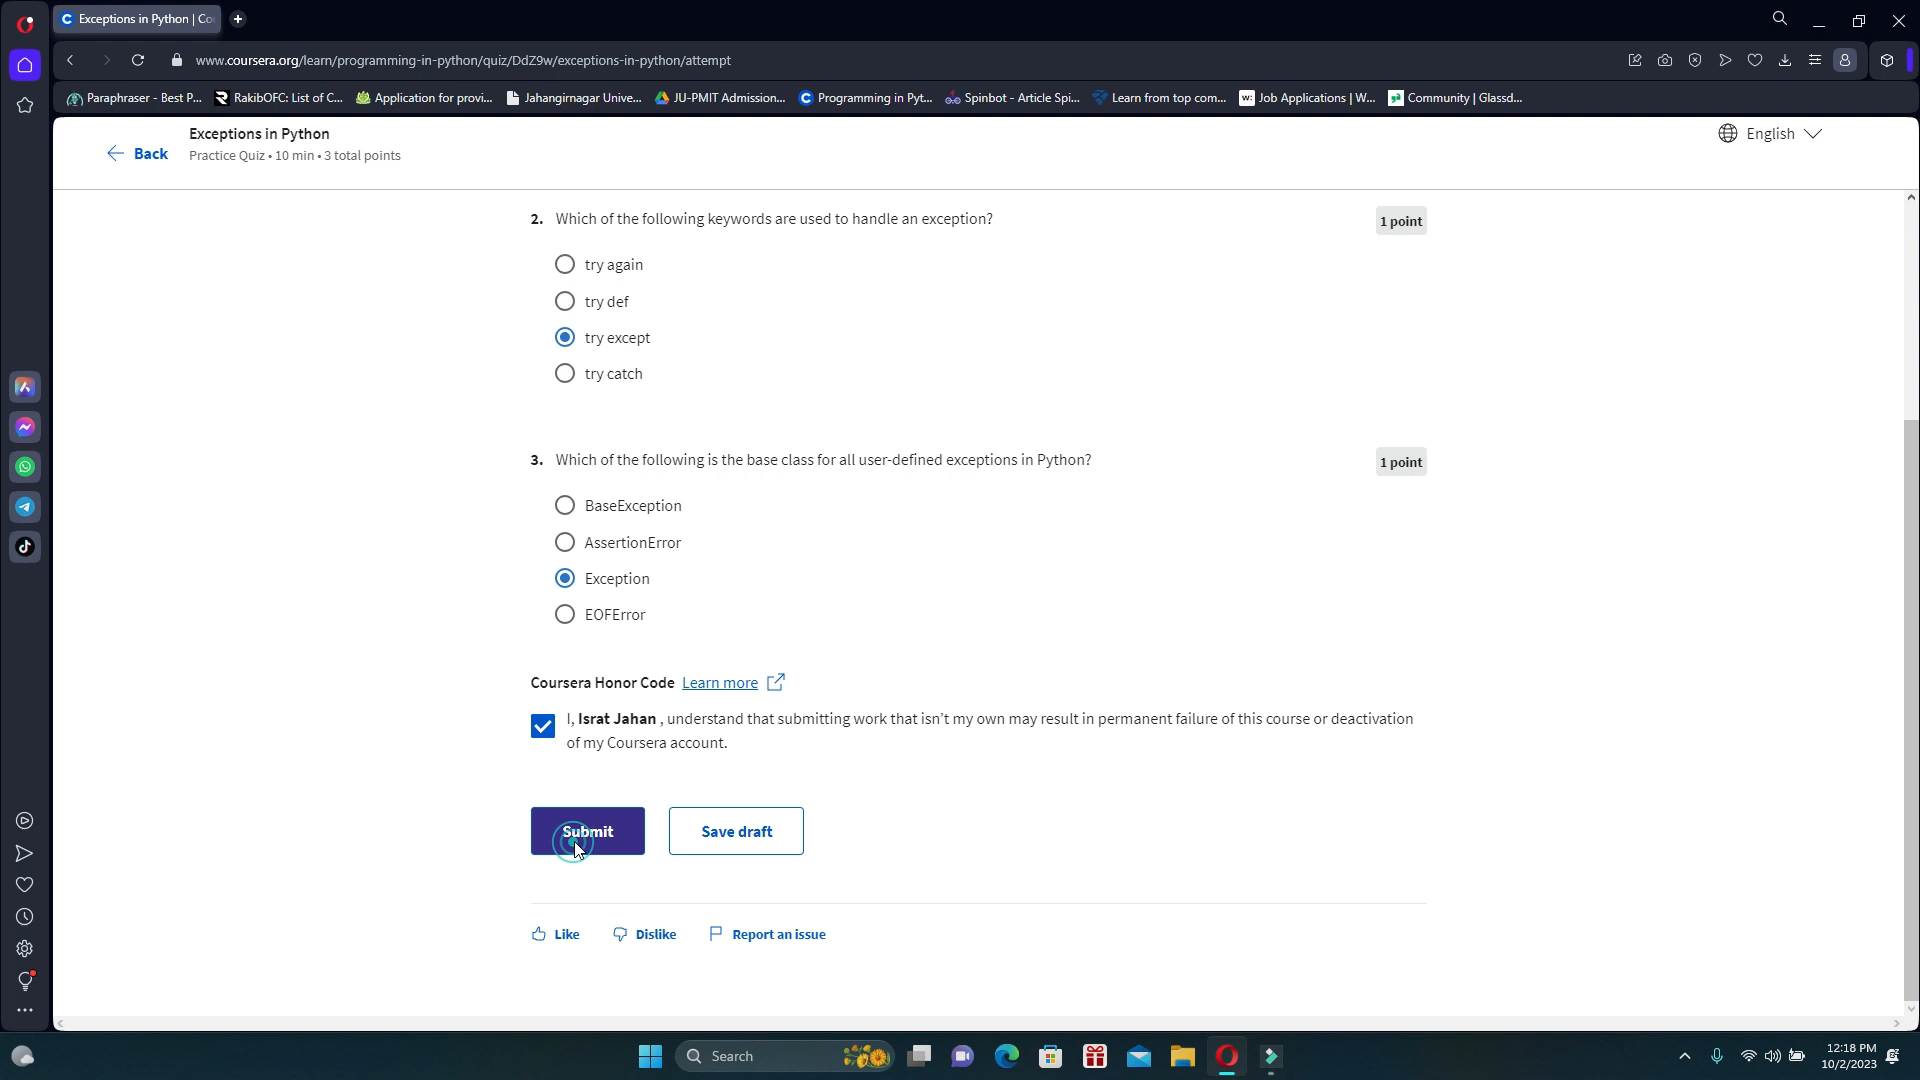 Exceptions in Python | Co
www.coursera.org/learn/programming-in-python/quiz/DdZ9w/exceptions-in-python/attempt
Paraphraser - Best P... RakibOFC: List of C... Application for provi... Jahangirnagar Unive... JU-PMIT Admission... Programming in Pyt... Spinbot - Article Spi... Learn from top com... w: Job Applications | W... Community | Glassd...
Back
Exceptions in Python
Practice Quiz • 10 min • 3 total points
English
2. Which of the following keywords are used to handle an exception?
1 point
try again
try def
try except
try catch
3. Which of the following is the base class for all user-defined exceptions in Python?
1 point
BaseException
AssertionError
Exception
EOFError
Coursera Honor Code Learn more
I, Israt Jahan , understand that submitting work that isn't my own may result in permanent failure of this course or deactivation
of my Coursera account.
Submit
Save draft
Like
Dislike
Report an issue
Search
12:18 PM
10/2/2023